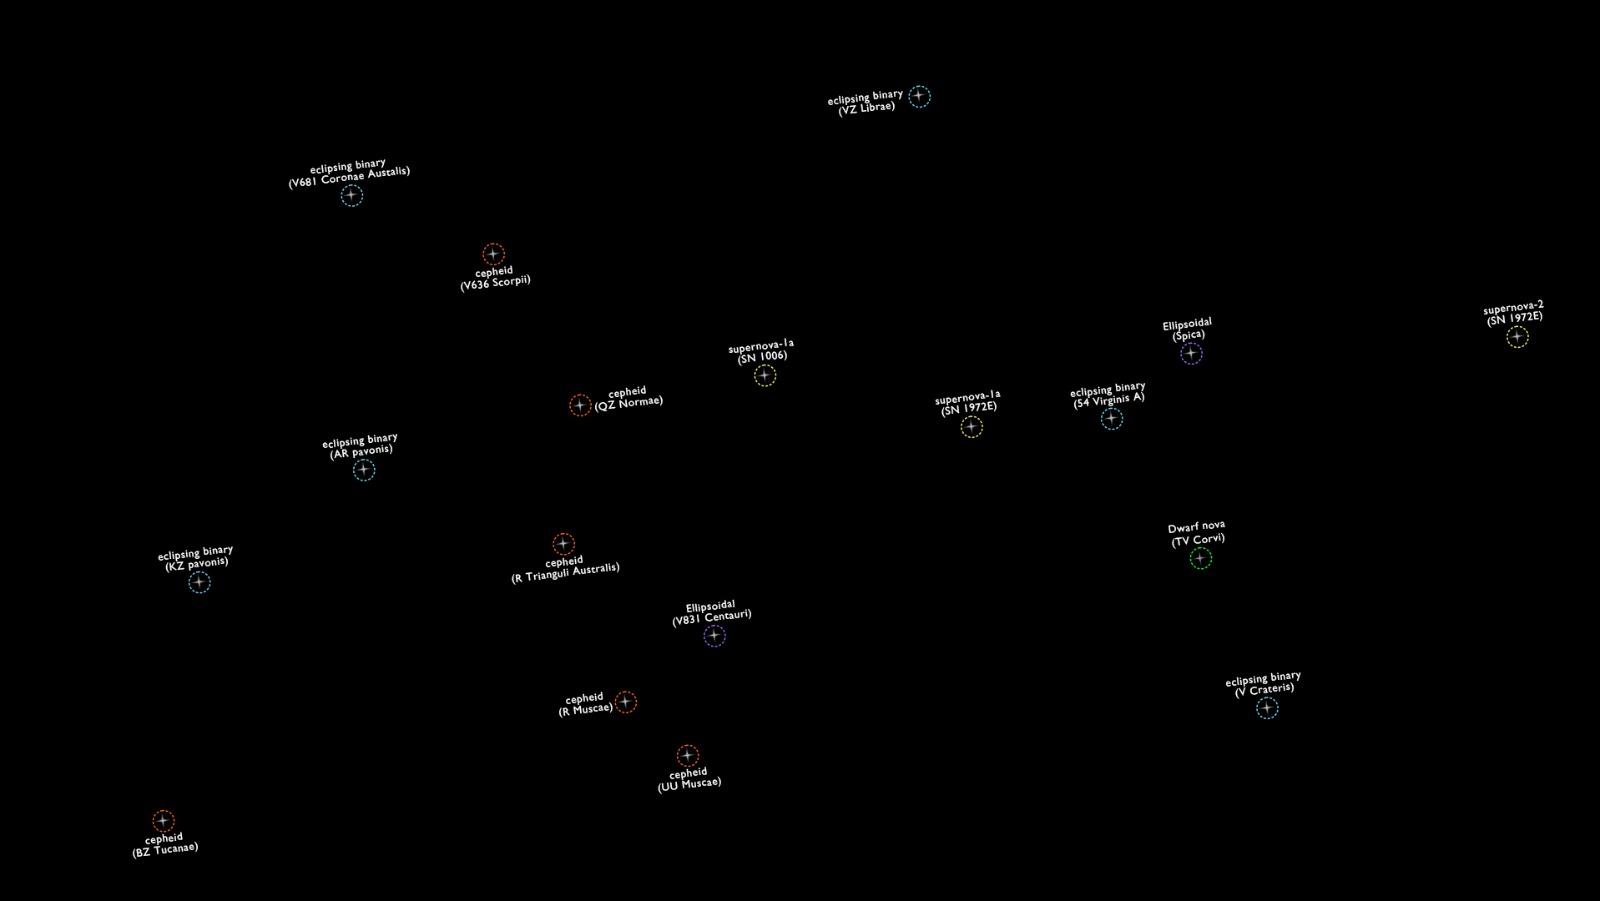 eclipsing binary
(VZ Librae)
eclipsing binary
(V681 Coronae Austalis)
cepheid
(V636 Scorpii)
supernova-2
(SN 1972E)
Ellipsoidal
(Spica)
supernova-1a
(SN 1006)
cepheid
(QZ Normae)
supernova-1a
(SN 1972E)
eclipsing binary
(54 Virginis A)
eclipsing binary
(AR pavonis)
Dwarf nova
(TV Corvi)
eclipsing binary
(KZ pavonis)
cepheid
(R Trianguli Australis)
Ellipsoidal
(V831 Centauri)
eclipsing binary
(V Crateris)
cepheid
(R Muscae)
cepheid
(UU Muscae)
cepheid
(BZ Tucanae)